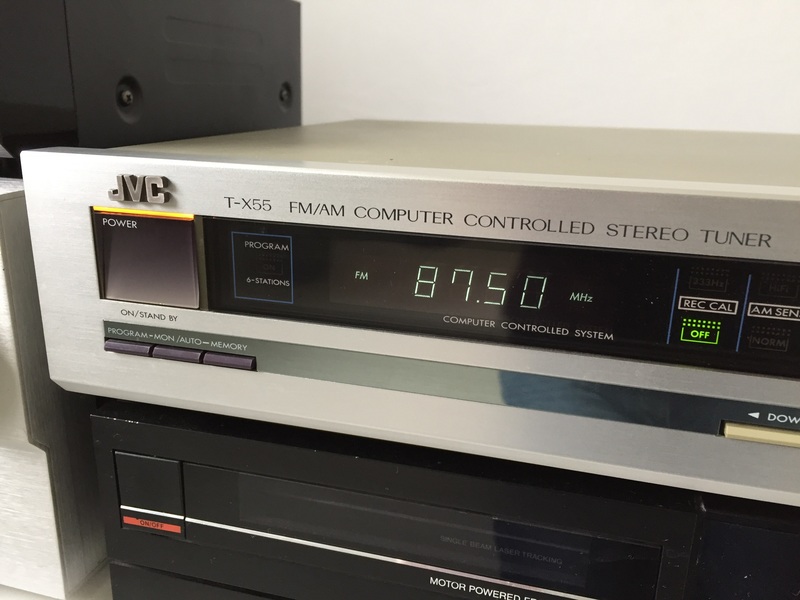 JVC
T-X55 FM/AM COMPUTER CONTROLLED STEREO TUNER
POWER
PROGRAM
6-STATIONS
FM 87.50 MHz
333Hz
REC CAL
OFF
HiFi
AM SEN
NORM
COMPUTER CONTROLLED SYSTEM
ON/STAND BY
PROGRAM-MON/AUTO-MEMORY
◄ DOW
ON/OFF
SINGLE BEAM LASER TRACKING
MOTOR POWERED